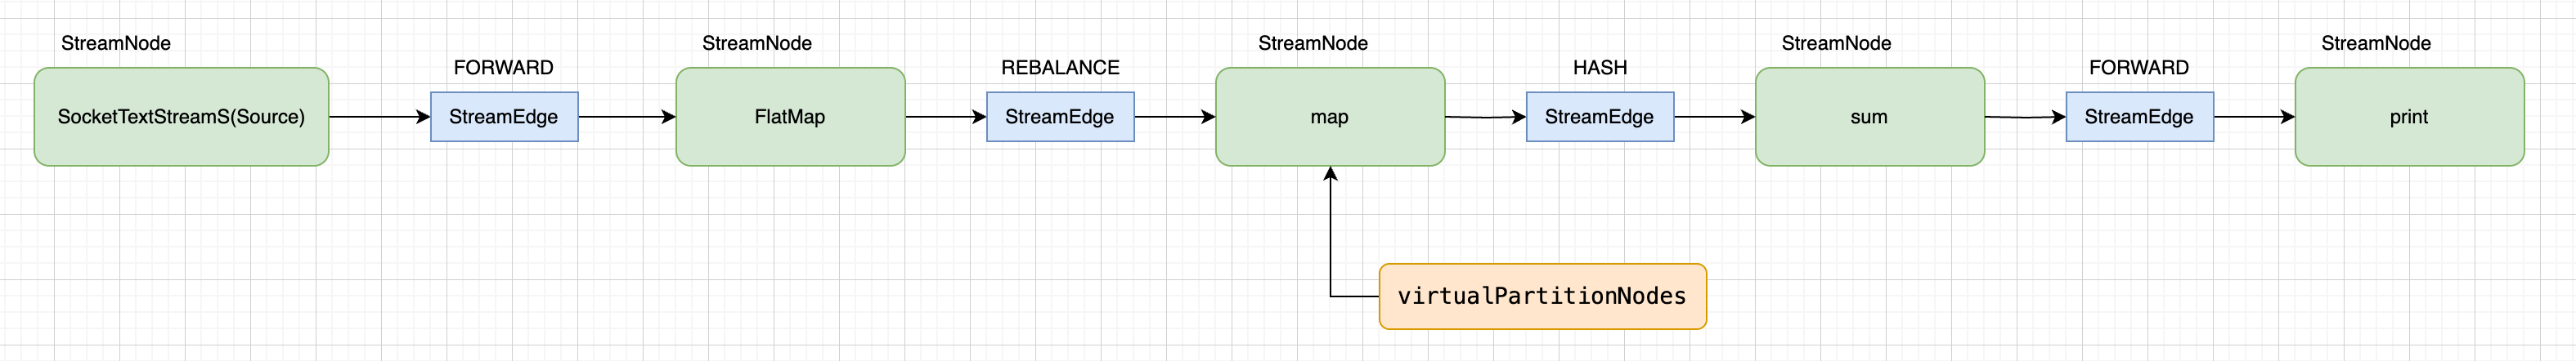 StreamNode
SocketTextStreamS(Source)
FORWARD
StreamEdge
StreamNode
FlatMap
REBALANCE
StreamEdge
StreamNode
map
HASH
StreamEdge
StreamNode
sum
FORWARD
StreamEdge
StreamNode
print
virtualPartitionNodes